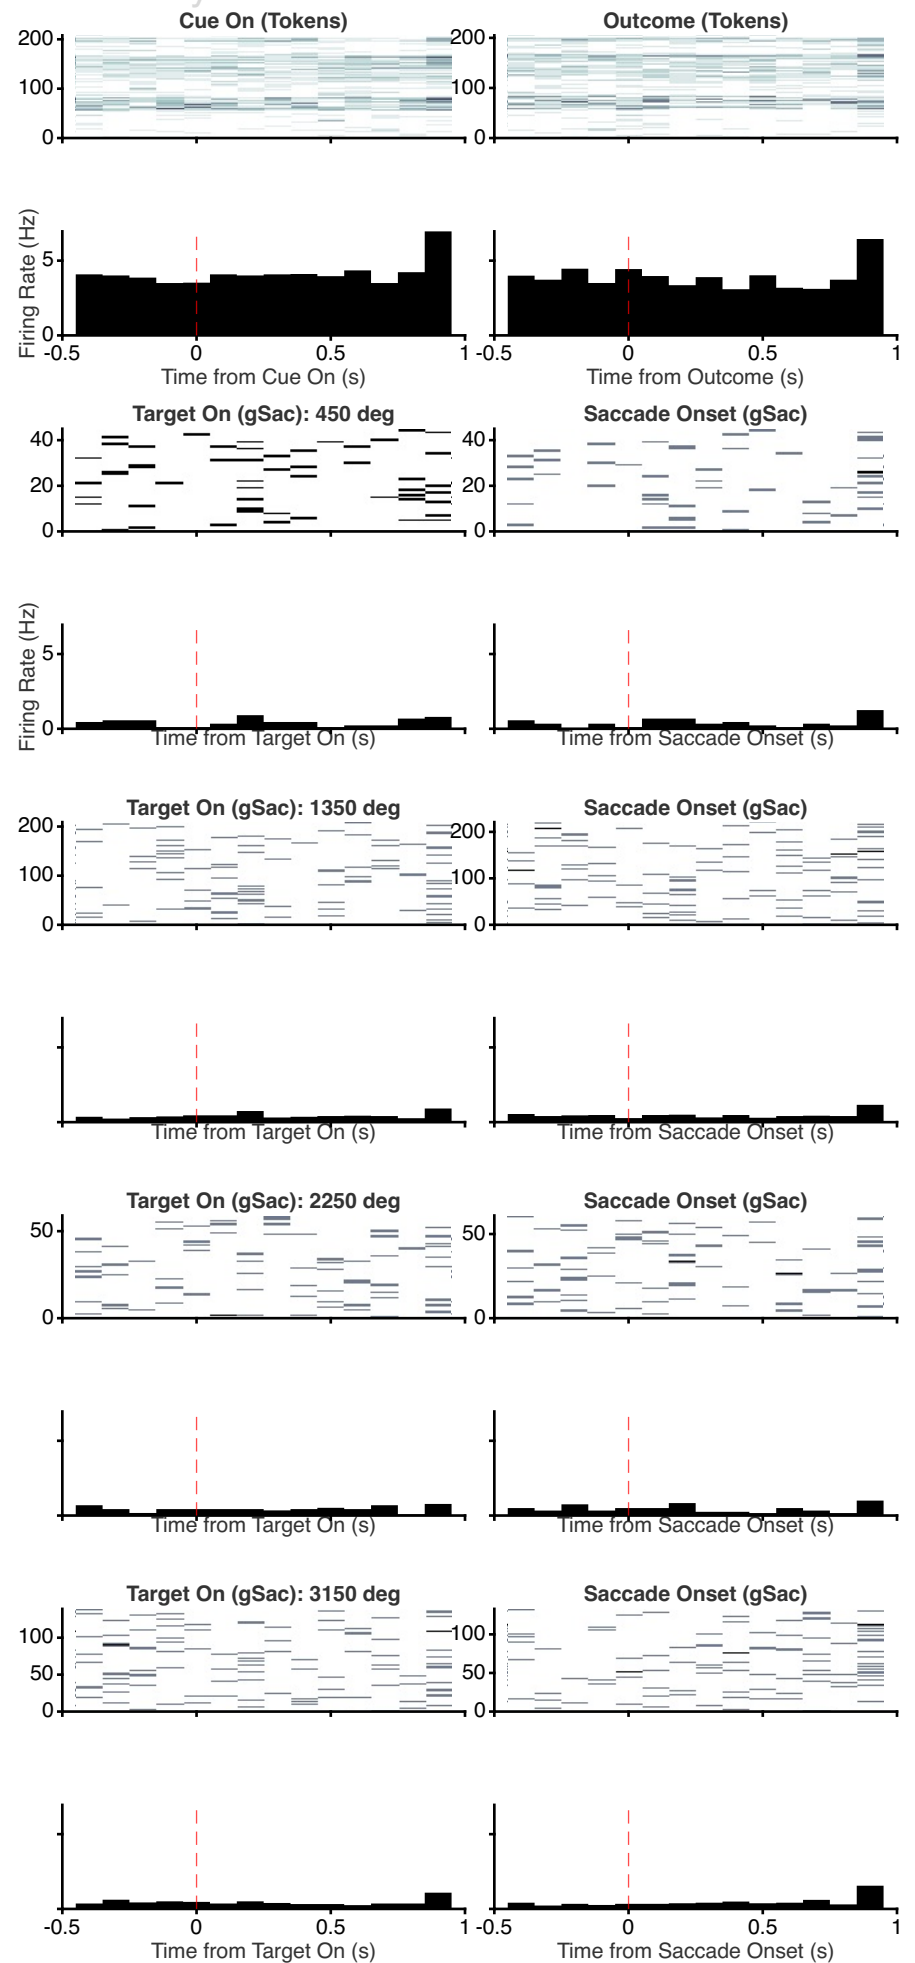 Cue On (Tokens) Outcome (Tokens)
200 200
100 100
0 0
Firing Rate (Hz)
5 5
0 0
-0.5 0 0.5 1 -0.5 0 0.5 1
Time from Cue On (s) Time from Outcome (s)
Target On (gSac): 450 deg Saccade Onset (gSac)
40 40
20 20
0 0
Firing Rate (Hz)
5 5
0 0
Time from Target On (s) Time from Saccade Onset (s)
Target On (gSac): 1350 deg Saccade Onset (gSac)
200 200
100 100
0 0
Time from Target On (s) Time from Saccade Onset (s)
Target On (gSac): 2250 deg Saccade Onset (gSac)
50 50
0 0
Time from Target On (s) Time from Saccade Onset (s)
Target On (gSac): 3150 deg Saccade Onset (gSac)
100 100
50 50
0 0
-0.5 0 0.5 1 -0.5 0 0.5 1
Time from Target On (s) Time from Saccade Onset (s)